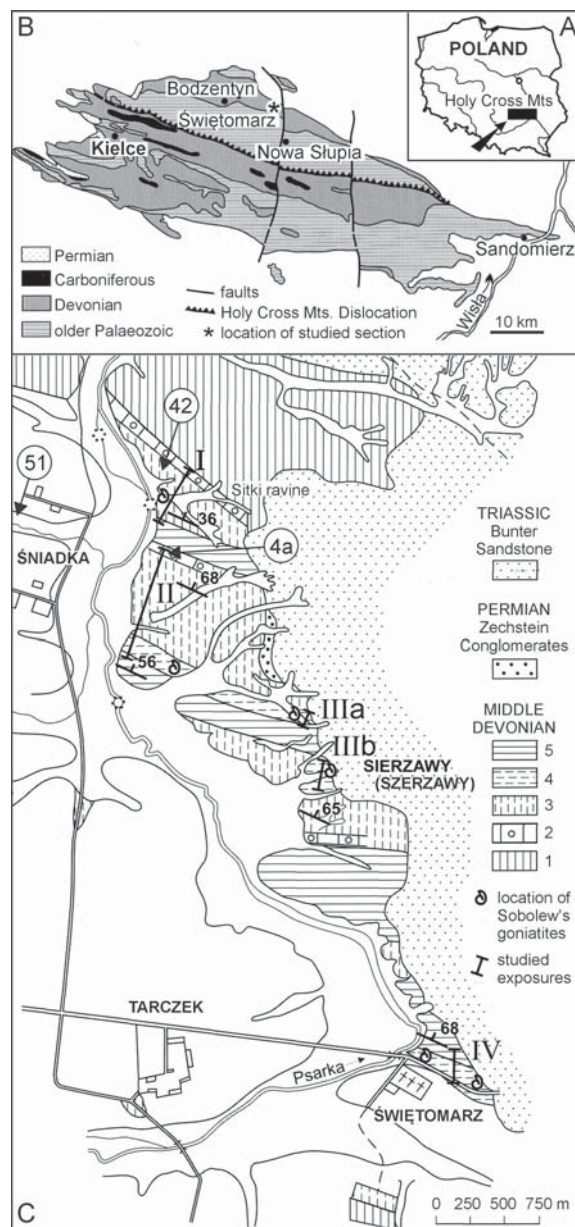 B
A
POLAND
Holy Cross Mts
Bodzentyn
Świętomarz
*
Kielce
Nowa Słupia
Sandomierz
Wisła
Permian
Carboniferous
Devonian
older Palaeozoic
faults
Holy Cross Mts. Dislocation
* location of studied section
10 km
42
I
51
Sitki ravine
36
4a
ŚNIADKA
68
II
56
IIIa
IIIb
SIERZAWY
(SZERZAWY)
65
TRIASSIC
Bunter
Sandstone
PERMIAN
Zechstein
Conglomerates
MIDDLE
DEVONIAN
5
4
3
2
1
location of
Sobolew's
goniatites
studied
exposures
TARCZEK
68
IV
Psarka
ŚWIĘTOMARZ
C
0 250 500 750 m